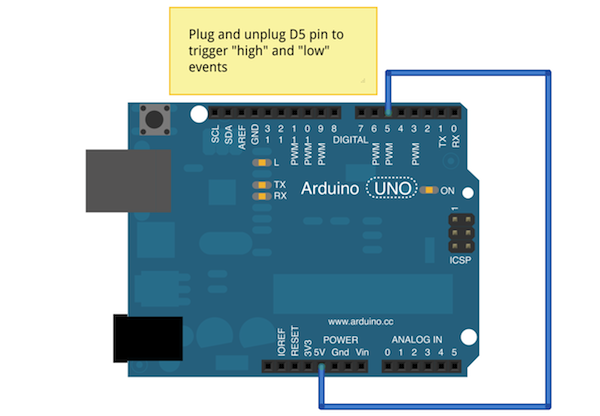 Plug and unplug D5 pin to
trigger "high" and "low"
events
SCL
SDA
AREF
GND
13
12
PWM 11
PWM 10
PWM 9
8
DIGITAL
7
PWM 6
PWM 5
4
PWM 3
2
TX 1
RX 0
L
TX
RX
Arduino UNO
ON
1
ICSP
www.arduino.cc
POWER
ANALOG IN
IOREF
RESET
3V3
5V Gnd Vin
0 1 2 3 4 5